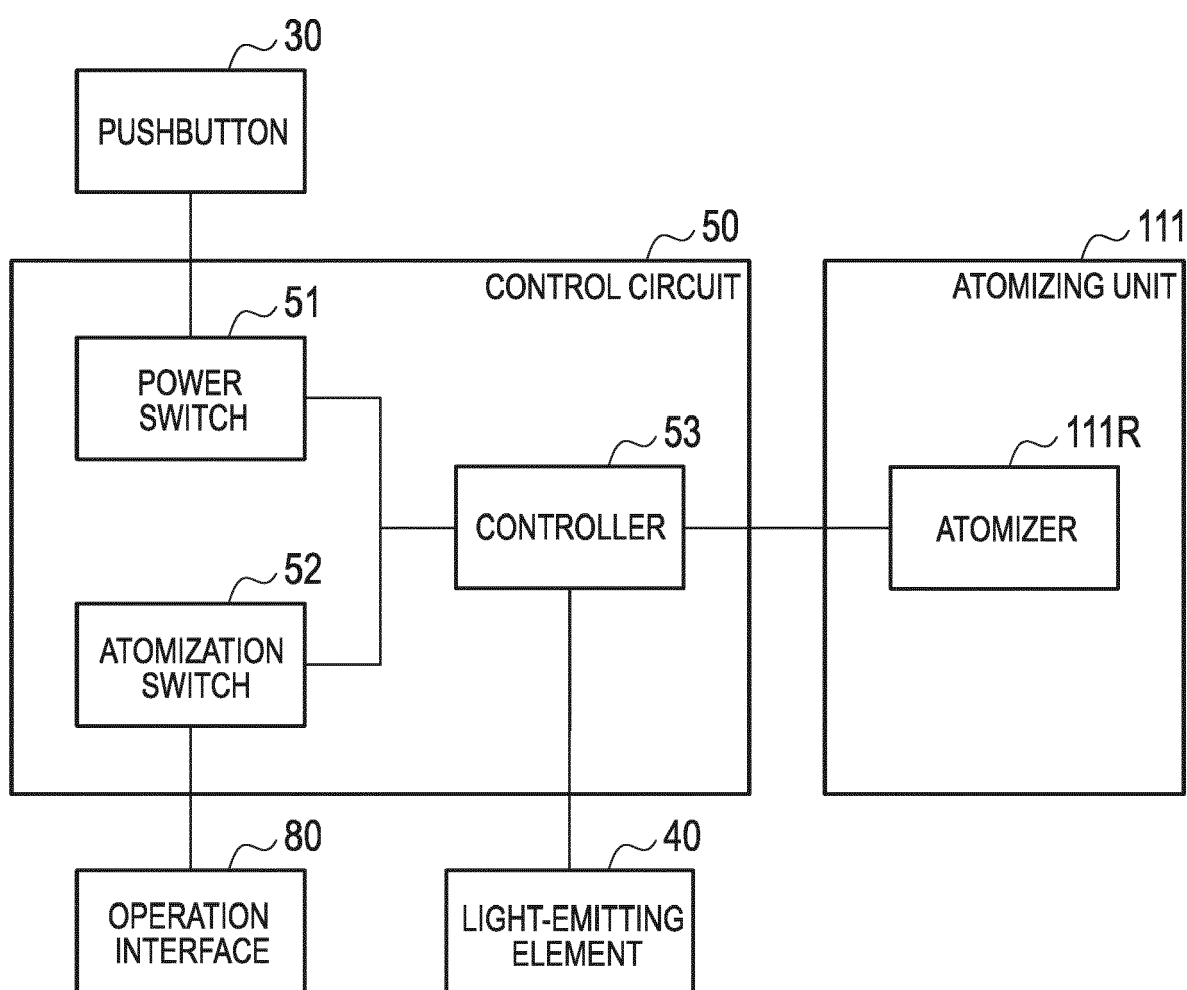 30
PUSHBUTTON
50
CONTROL CIRCUIT
111
ATOMIZING UNIT
51
POWER
SWITCH
53
CONTROLLER
111R
ATOMIZER
52
ATOMIZATION
SWITCH
80
OPERATION
INTERFACE
40
LIGHT-EMITTING
ELEMENT